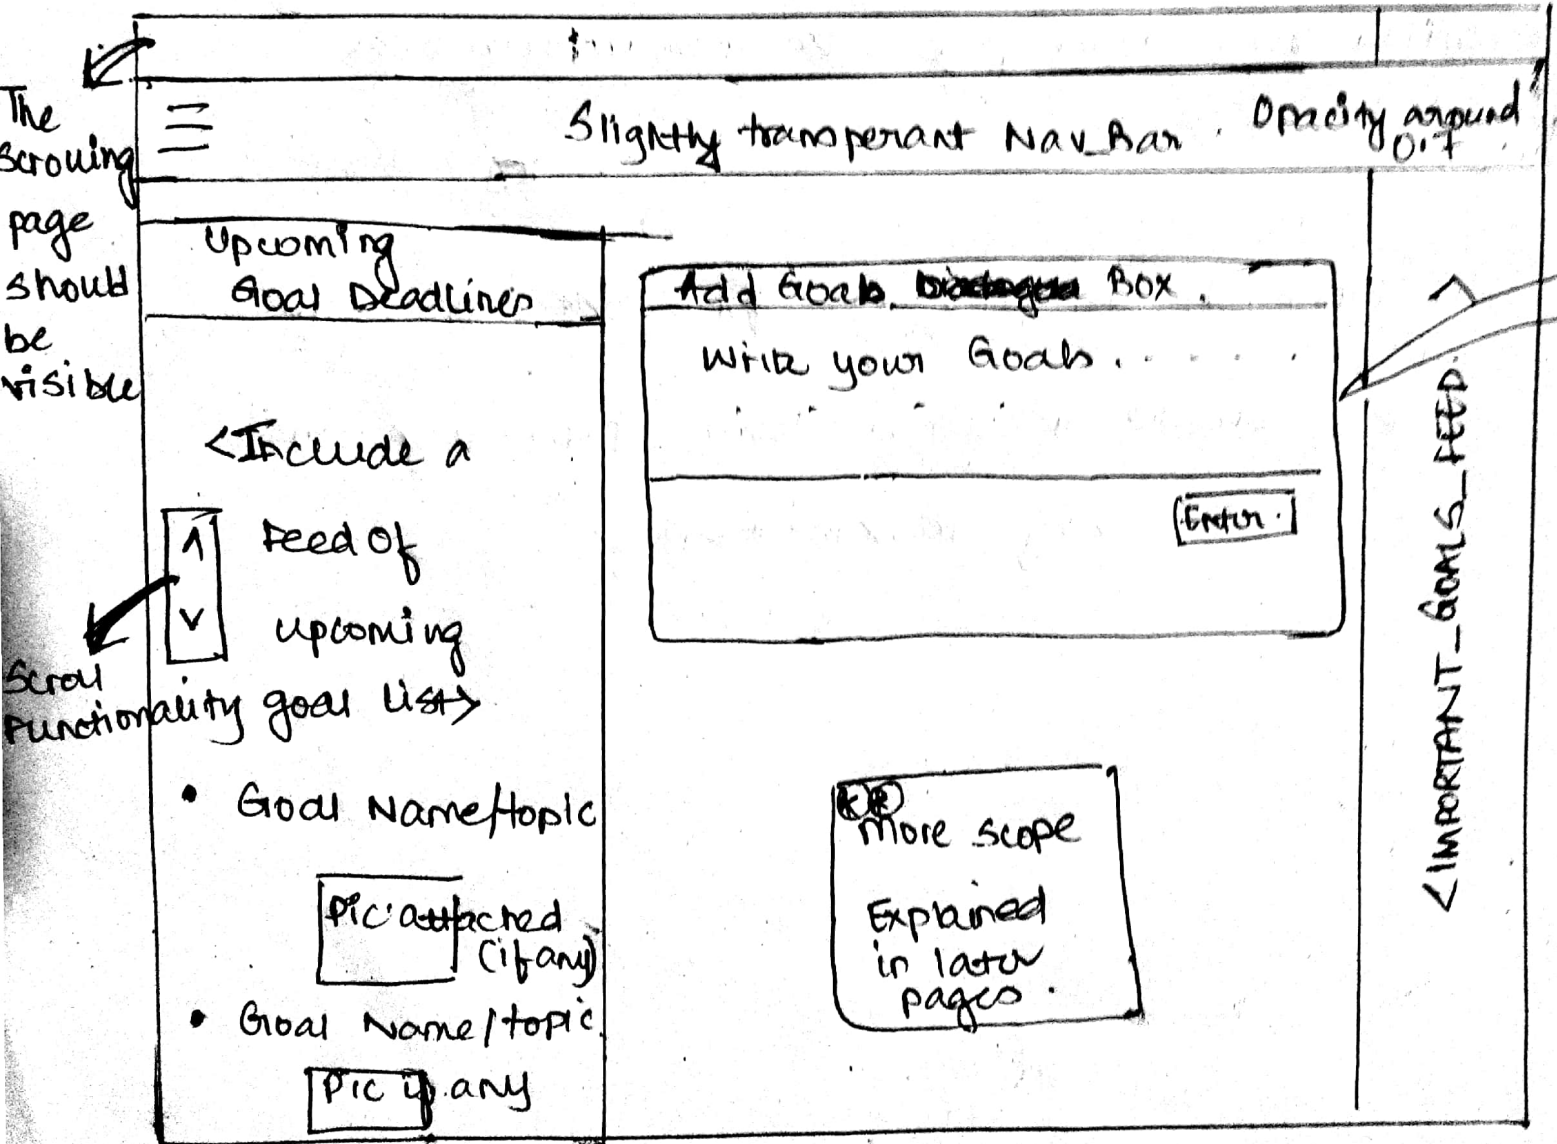 The
scrolling
page
should
be
visible
Slightly transperant Nav_Bar. Opacity around
0.7
Upcoming
Goal Deadlines
<Include a
Feed Of
upcoming
goal List>
Scroll
Functionality
• Goal Name/topic
Pic attached
(if any)
• Goal Name/topic.
Pic if any
Add Goals Box.
Write your Goals......
Enter.
More scope
Explained
in later
pages.
<IMPORTANT_GOALS_FEED.>